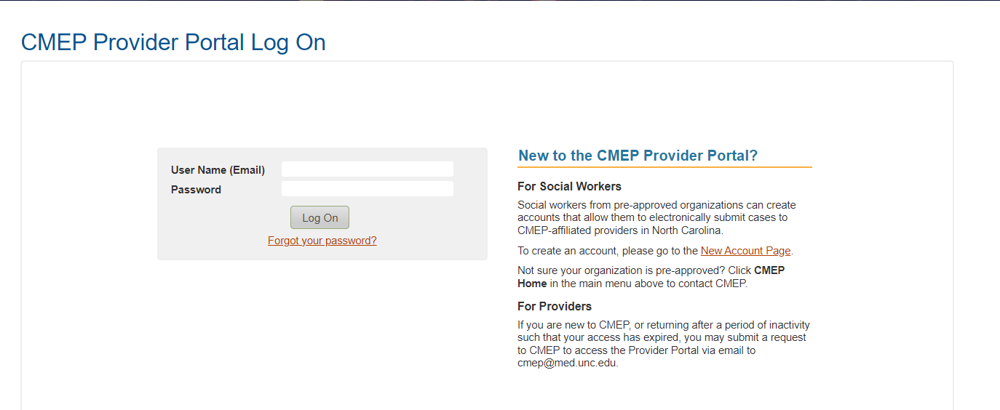 CMEP Provider Portal Log On
User Name (Email)
Password
Log On
Forgot your password?
New to the CMEP Provider Portal?
For Social Workers
Social workers from pre-approved organizations can create
accounts that allow them to electronically submit cases to
CMEP-affiliated providers in North Carolina.
To create an account, please go to the New Account Page.
Not sure your organization is pre-approved? Click CMEP
Home in the main menu above to contact CMEP.
For Providers
If you are new to CMEP, or returning after a period of inactivity
such that your access has expired, you may submit a request
to CMEP to access the Provider Portal via email to
cmep@med.unc.edu.